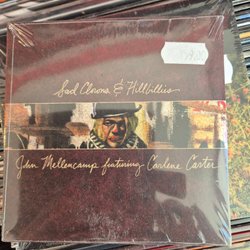 Sad Clowns & Hillbillies
John Mellencamp featuring Carlene Carter